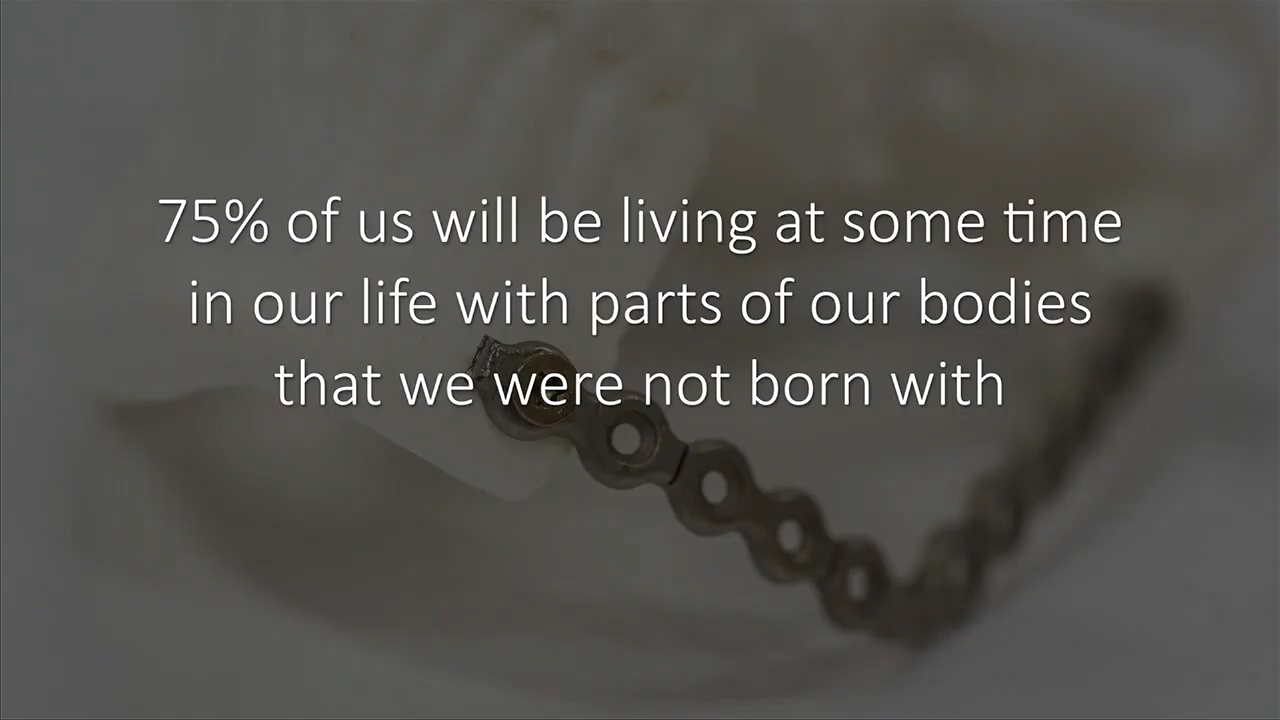 75% of us will be living at some time
in our life with parts of our bodies
that we were not born with